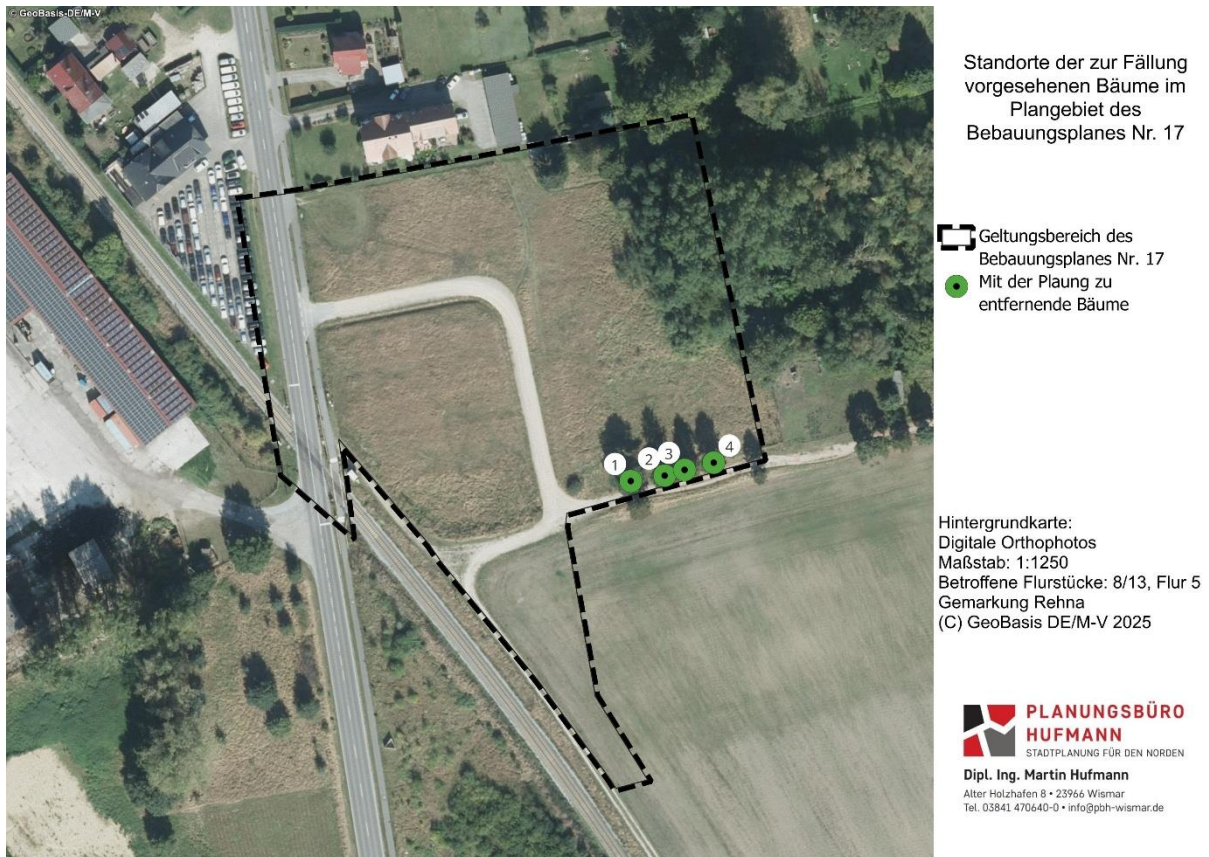 © GeoBasis-DE/M-V
Standorte der zur Fällung
vorgesehenen Bäume im
Plangebiet des
Bebauungsplanes Nr. 17
Geltungsbereich des
Bebauungsplanes Nr. 17
Mit der Plaung zu
entfernende Bäume
1
2
3
4
Hintergrundkarte:
Digitale Orthophotos
Maßstab: 1:1250
Betroffene Flurstücke: 8/13, Flur 5
Gemarkung Rehna
(C) GeoBasis DE/M-V 2025
PLANUNGSBÜRO
HUFMANN
STADTPLANUNG FÜR DEN NORDEN
Dipl. Ing. Martin Hufmann
Alter Holzhafen 8 • 23966 Wismar
Tel. 03841 470640-0 • info@pbh-wismar.de